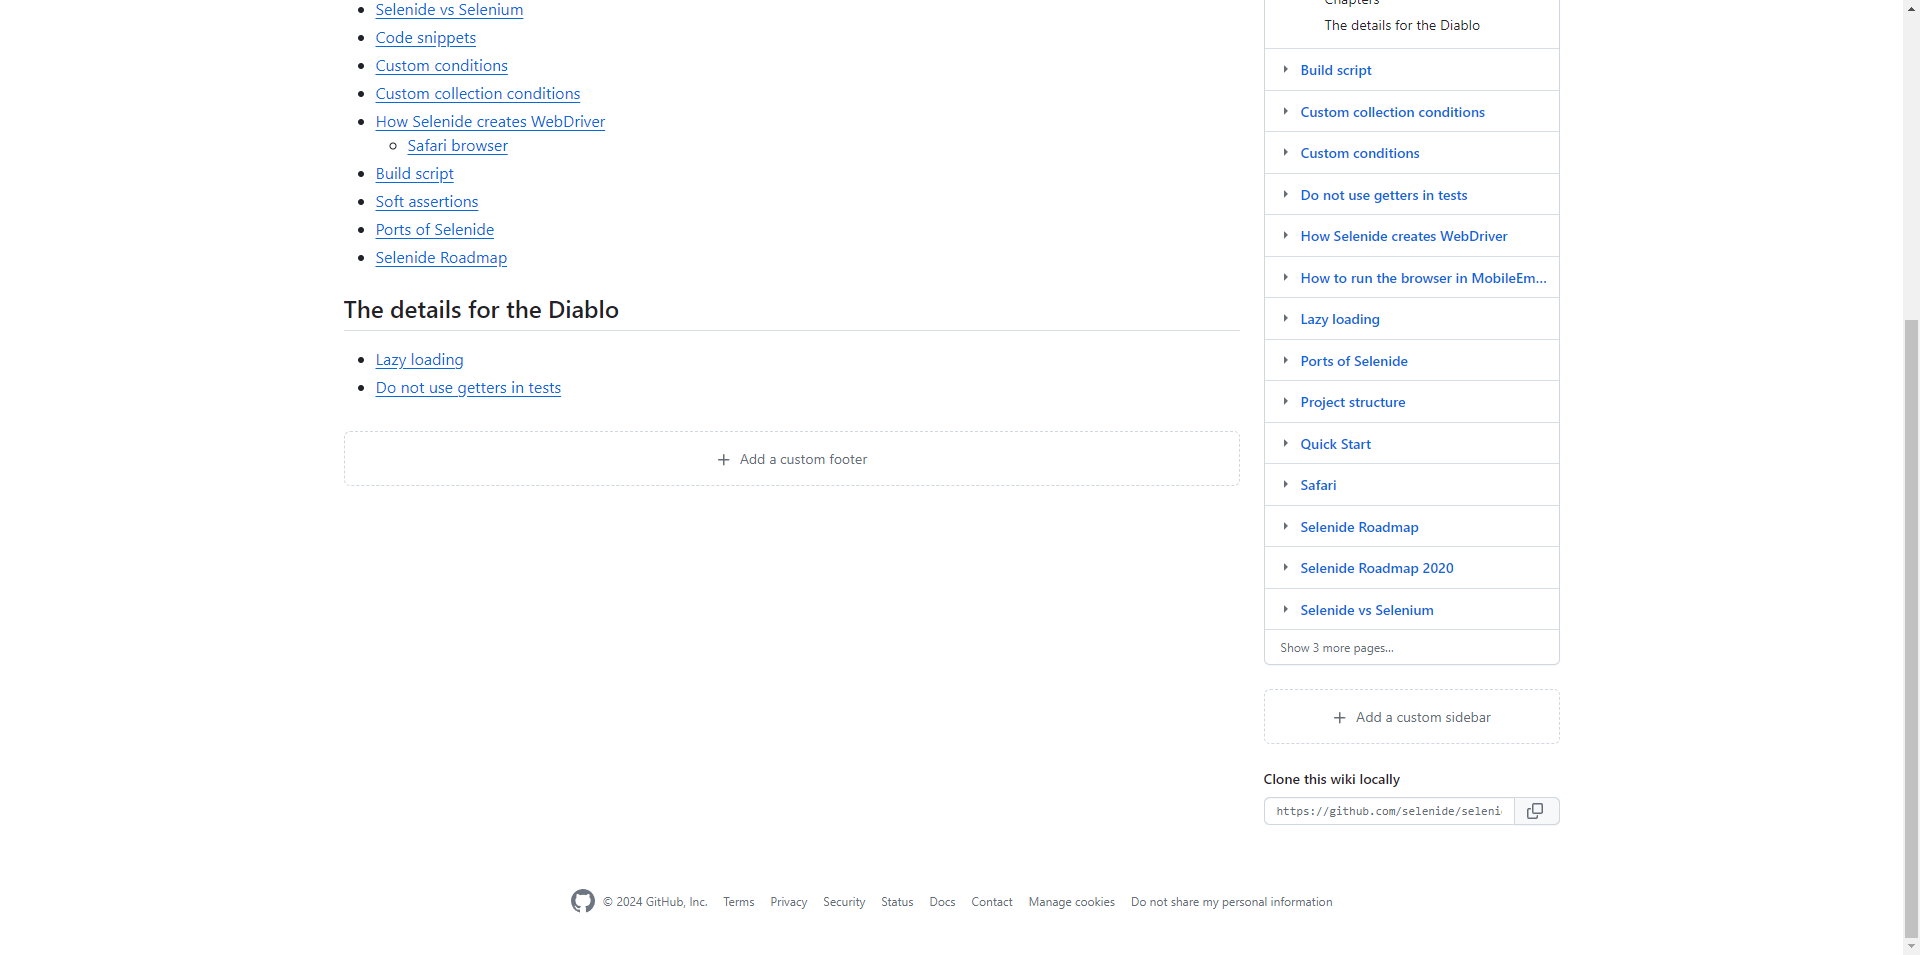 Selenide vs Selenium
Code snippets
Custom conditions
Custom collection conditions
How Selenide creates WebDriver
Safari browser
Build script
Soft assertions
Ports of Selenide
Selenide Roadmap
The details for the Diablo
Lazy loading
Do not use getters in tests
Add a custom footer
Chapters
The details for the Diablo
Build script
Custom collection conditions
Custom conditions
Do not use getters in tests
How Selenide creates WebDriver
How to run the browser in MobileEm...
Lazy loading
Ports of Selenide
Project structure
Quick Start
Safari
Selenide Roadmap
Selenide Roadmap 2020
Selenide vs Selenium
Show 3 more pages...
Add a custom sidebar
Clone this wiki locally
https://github.com/selenide/seleni
© 2024 GitHub, Inc. Terms Privacy Security Status Docs Contact Manage cookies Do not share my personal information